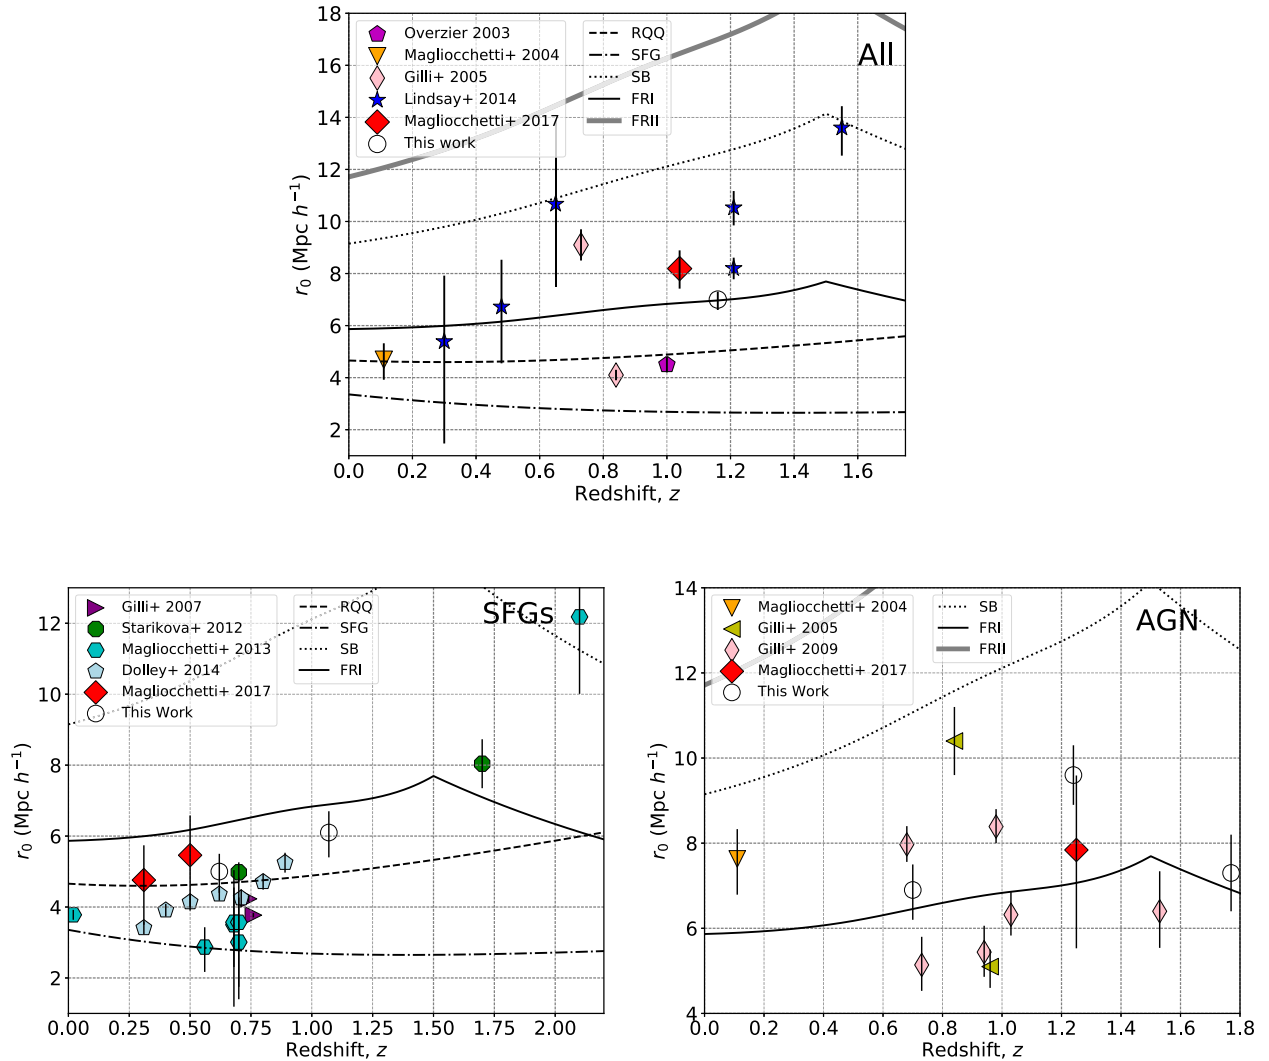 18
16
14
12
10
8
6
4
2
r₀ (Mpc h⁻¹)
Overzier 2003
Magliocchetti+ 2004
Gilli+ 2005
Lindsay+ 2014
Magliocchetti+ 2017
This work
RQQ
SFG
SB
FRI
FRII
All
0.0 0.2 0.4 0.6 0.8 1.0 1.2 1.4 1.6
Redshift, z
12
10
8
6
4
2
r₀ (Mpc h⁻¹)
Gilli+ 2007
Starikova+ 2012
Magliocchetti+ 2013
Dolley+ 2014
Magliocchetti+ 2017
This Work
RQQ
SFG
SB
FRI
SFGs
0.00 0.25 0.50 0.75 1.00 1.25 1.50 1.75 2.00
Redshift, z
14
12
10
8
6
4
r₀ (Mpc h⁻¹)
Magliocchetti+ 2004
Gilli+ 2005
Gilli+ 2009
Magliocchetti+ 2017
This Work
SB
FRI
FRII
AGN
0.0 0.2 0.4 0.6 0.8 1.0 1.2 1.4 1.6 1.8
Redshift, z